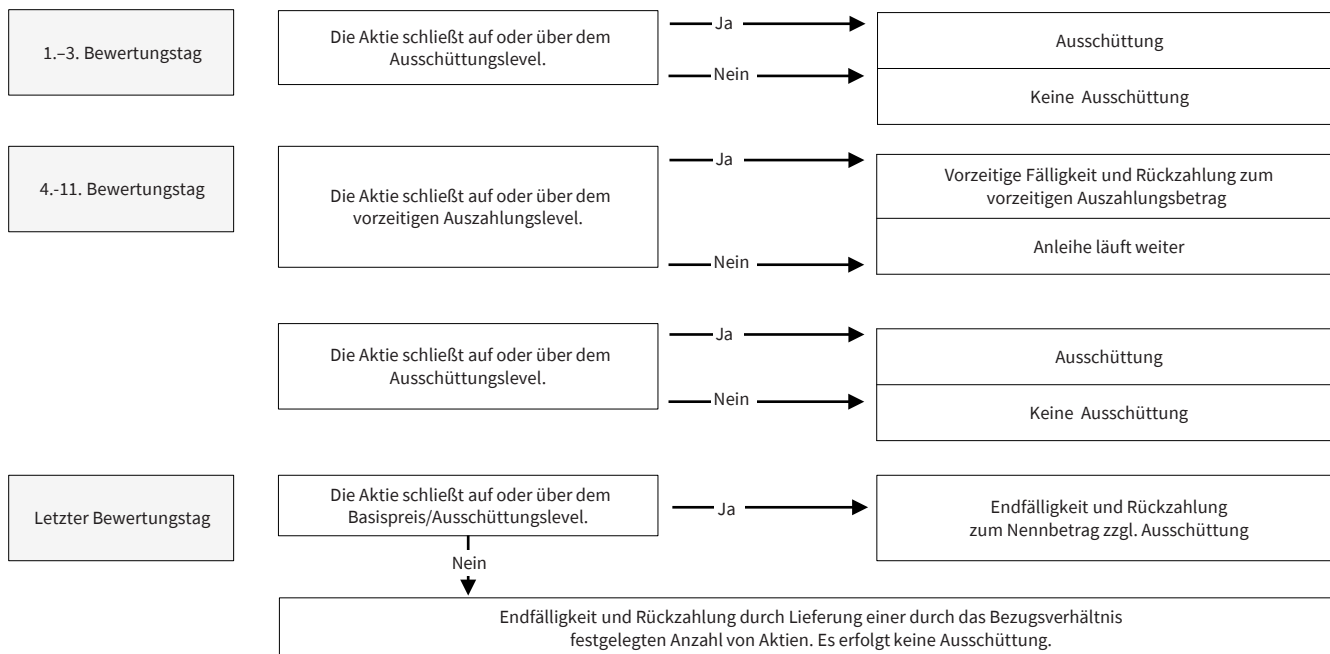 1.–3. Bewertungstag
Die Aktie schließt auf oder über dem
Ausschüttungslevel.
Ja
Nein
Ausschüttung
Keine Ausschüttung
4.-11. Bewertungstag
Die Aktie schließt auf oder über dem
vorzeitigen Auszahlungslevel.
Ja
Nein
Vorzeitige Fälligkeit und Rückzahlung zum
vorzeitigen Auszahlungsbetrag
Anleihe läuft weiter
Die Aktie schließt auf oder über dem
Ausschüttungslevel.
Ja
Nein
Ausschüttung
Keine Ausschüttung
Letzter Bewertungstag
Die Aktie schließt auf oder über dem
Basispreis/Ausschüttungslevel.
Ja
Endfälligkeit und Rückzahlung
zum Nennbetrag zzgl. Ausschüttung
Nein
Endfälligkeit und Rückzahlung durch Lieferung einer durch das Bezugsverhältnis
festgelegten Anzahl von Aktien. Es erfolgt keine Ausschüttung.